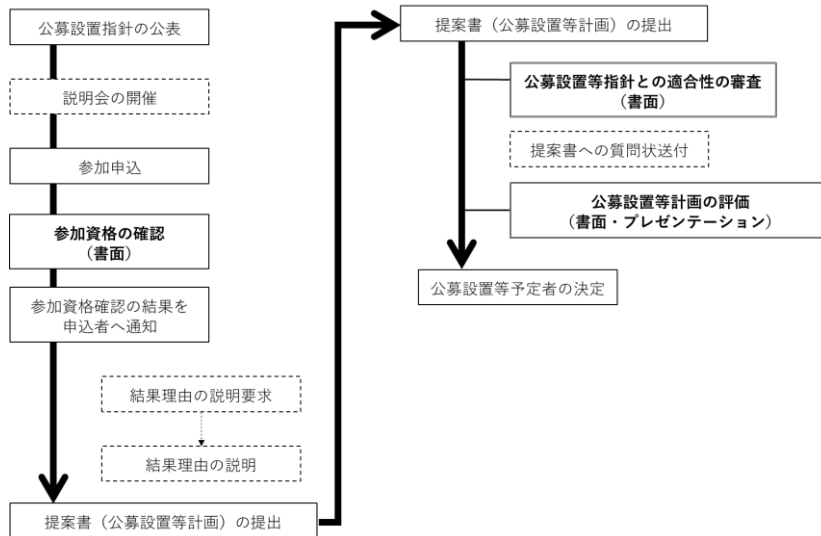 公募設置指針の公表
説明会の開催
参加申込
参加資格の確認
（書面）
参加資格確認の結果を
申込者へ通知
結果理由の説明要求
結果理由の説明
提案書（公募設置等計画）の提出
提案書（公募設置等計画）の提出
公募設置等指針との適合性の審査
（書面）
提案書への質問状送付
公募設置等計画の評価
（書面・プレゼンテーション）
公募設置等予定者の決定